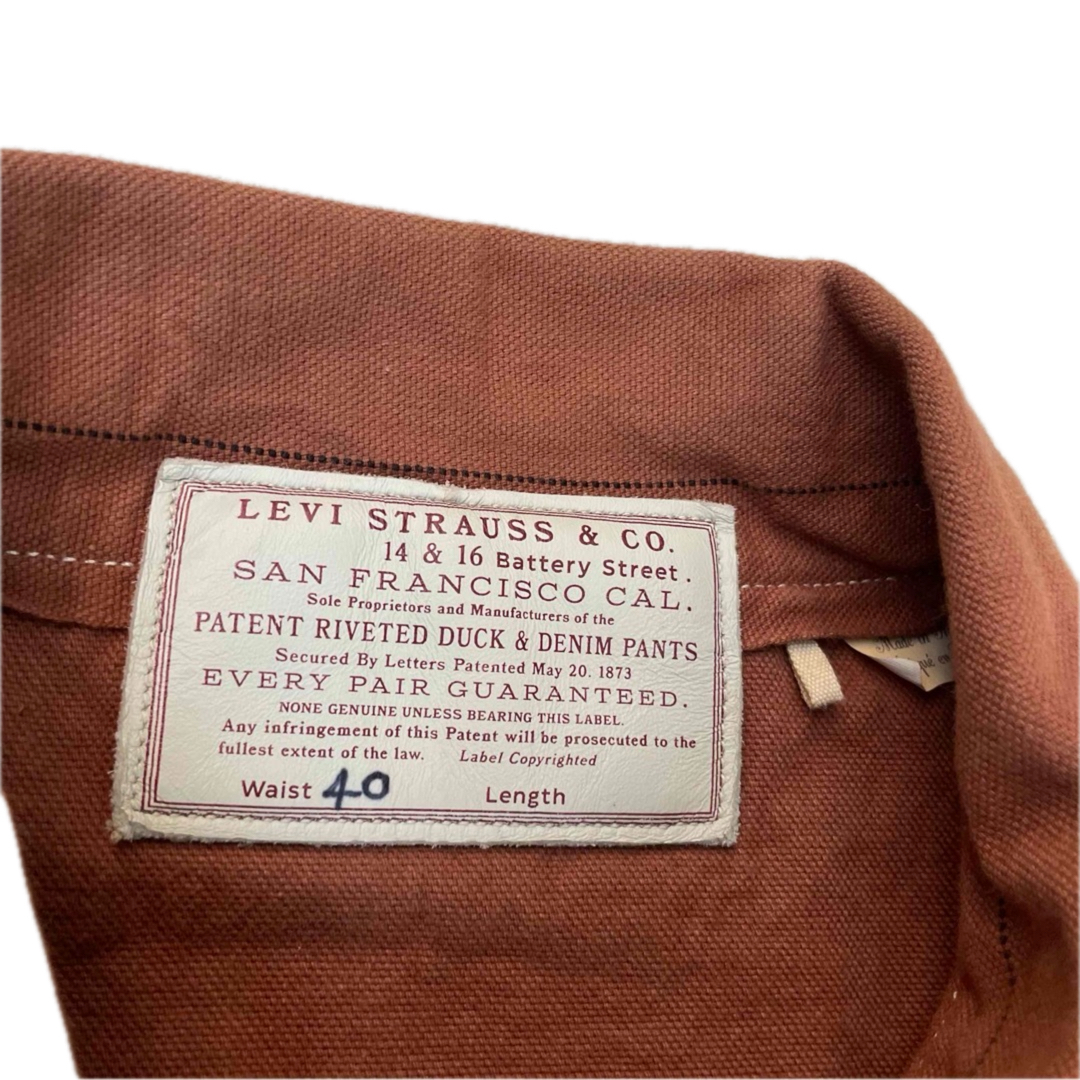 LEVI STRAUSS & CO.
14 & 16 Battery Street.
SAN FRANCISCO CAL.
Sole Proprietors and Manufacturers of the
PATENT RIVETED DUCK & DENIM PANTS
Secured By Letters Patented May 20. 1873
EVERY PAIR GUARANTEED.
NONE GENUINE UNLESS BEARING THIS LABEL.
Any infringement of this Patent will be prosecuted to the
fullest extent of the law. Label Copyrighted
Waist 40 Length
Made in